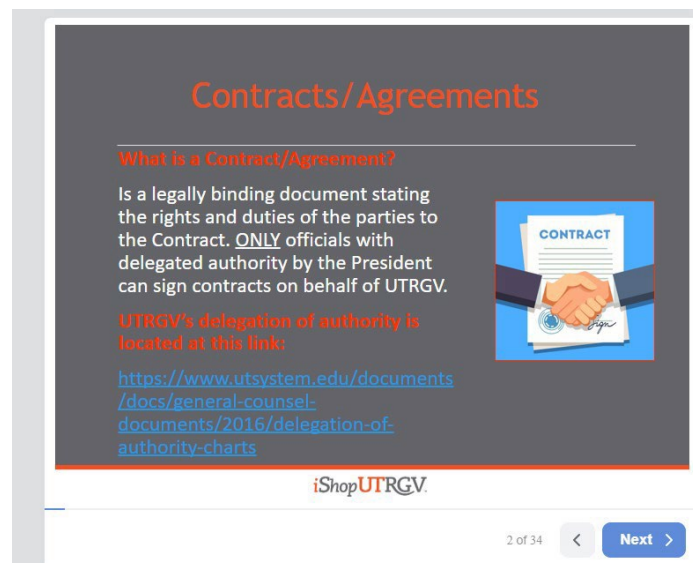 Contracts/Agreements
What is a Contract/Agreement?
Is a legally binding document stating
the rights and duties of the parties to
the Contract. ONLY officials with
delegated authority by the President
can sign contracts on behalf of UTRGV.
UTRGV's delegation of authority is
located at this link:
https://www.utsystem.edu/documents
/docs/general-counsel-
documents/2016/delegation-of-
authority-charts
CONTRACT
Sign
iShopUTRGV.
2 of 34
Next